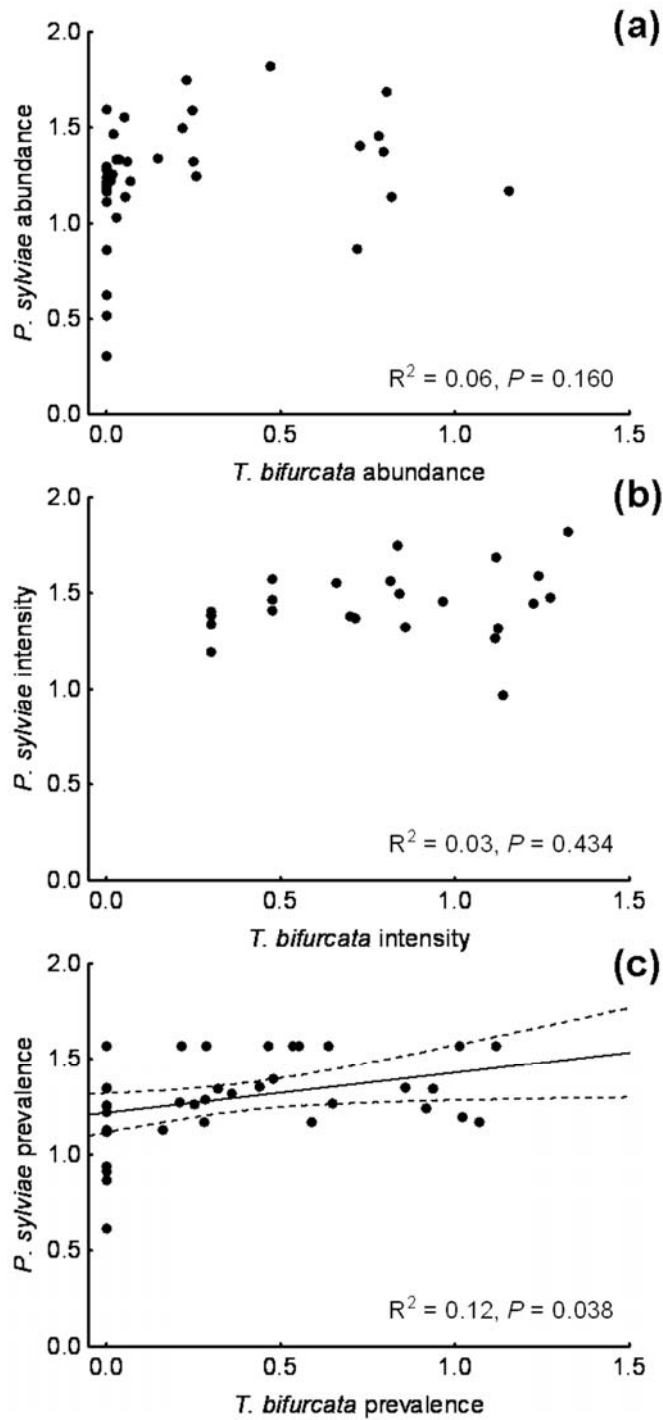 (a)
2.0
1.5
1.0
0.5
0.0
P. sylviae abundance
R² = 0.06, P = 0.160
0.0 0.5 1.0 1.5
T. bifurcata abundance
(b)
2.0
1.5
1.0
0.5
0.0
P. sylviae intensity
R² = 0.03, P = 0.434
0.0 0.5 1.0 1.5
T. bifurcata intensity
(c)
2.0
1.5
1.0
0.5
0.0
P. sylviae prevalence
R² = 0.12, P = 0.038
0.0 0.5 1.0 1.5
T. bifurcata prevalence